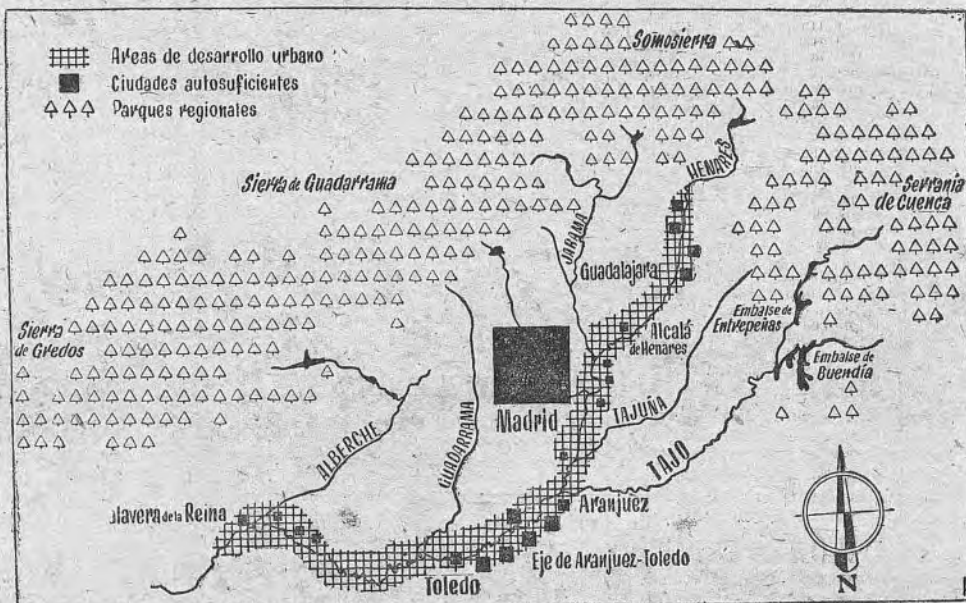 Areas de desarrollo urbano
Ciudades autosuficientes
Parques regionales
Somosierra
Sierra de Guadarrama
HENARES
Serranía
de Cuenca
JARAMA
Guadalajara
Sierra
de Gredos
Alcalá
de Henares
Embalse de
Entrepeñas
Embalse de
Buendía
Madrid
TAJUÑA
ALBERCHE
GUADARRAMA
TAJO
lavera de la Reina
Aranjuez
Eje de Aranjuez-Toledo
Toledo
N